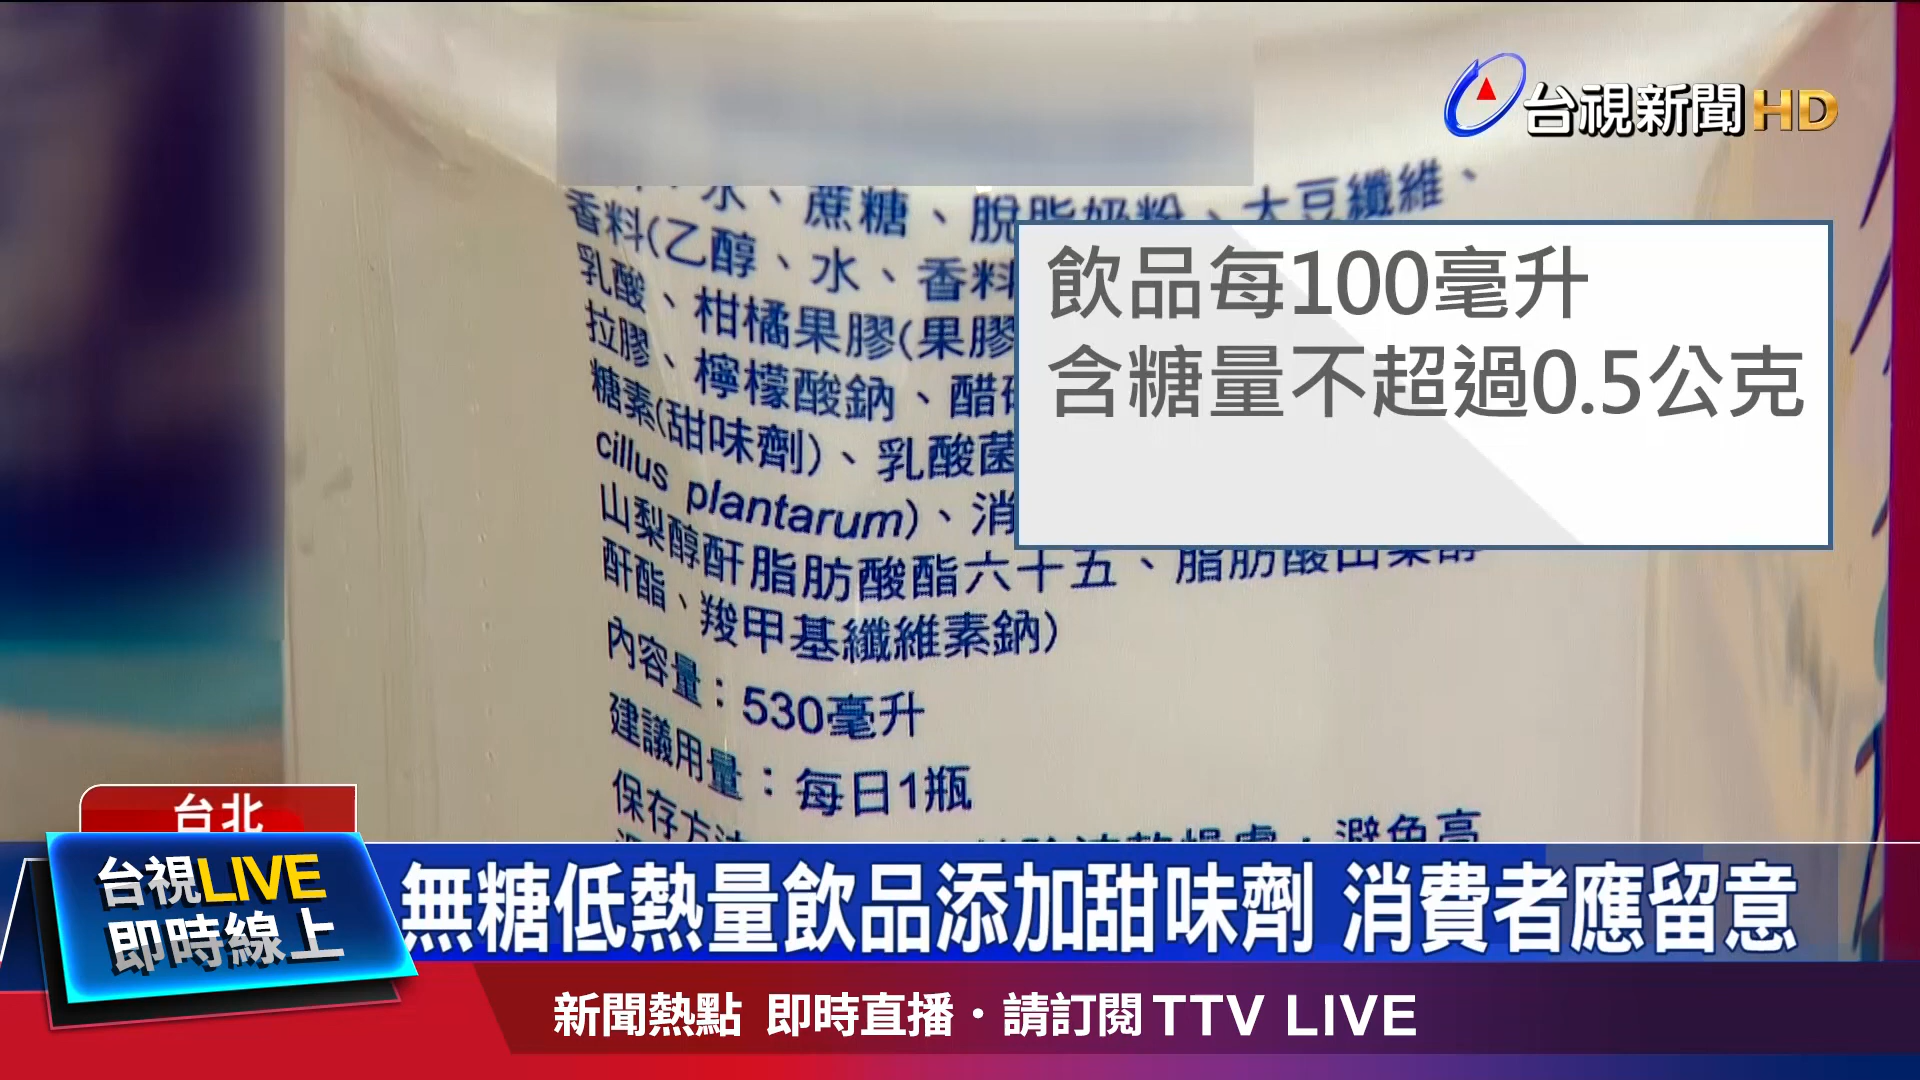 台視新聞HD
水、蔗糖、脫脂奶粉、大豆纖維、
香料(乙醇、水、香料
乳酸、柑橘果膠(果膠
拉膠、檸檬酸鈉、醋
糖素(甜味劑)、乳酸菌
cillus plantarum)、消
山梨醇酐脂肪酸酯六十五、脂肪酸山梨醇
酐酯、羧甲基纖維素鈉)
內容量：530毫升
建議用量：每日1瓶
保存方法
避免高
飲品每100毫升
含糖量不超過0.5公克
台北
台視LIVE
即時線上
無糖低熱量飲品添加甜味劑 消費者應留意
新聞熱點 即時直播・請訂閱TTV LIVE